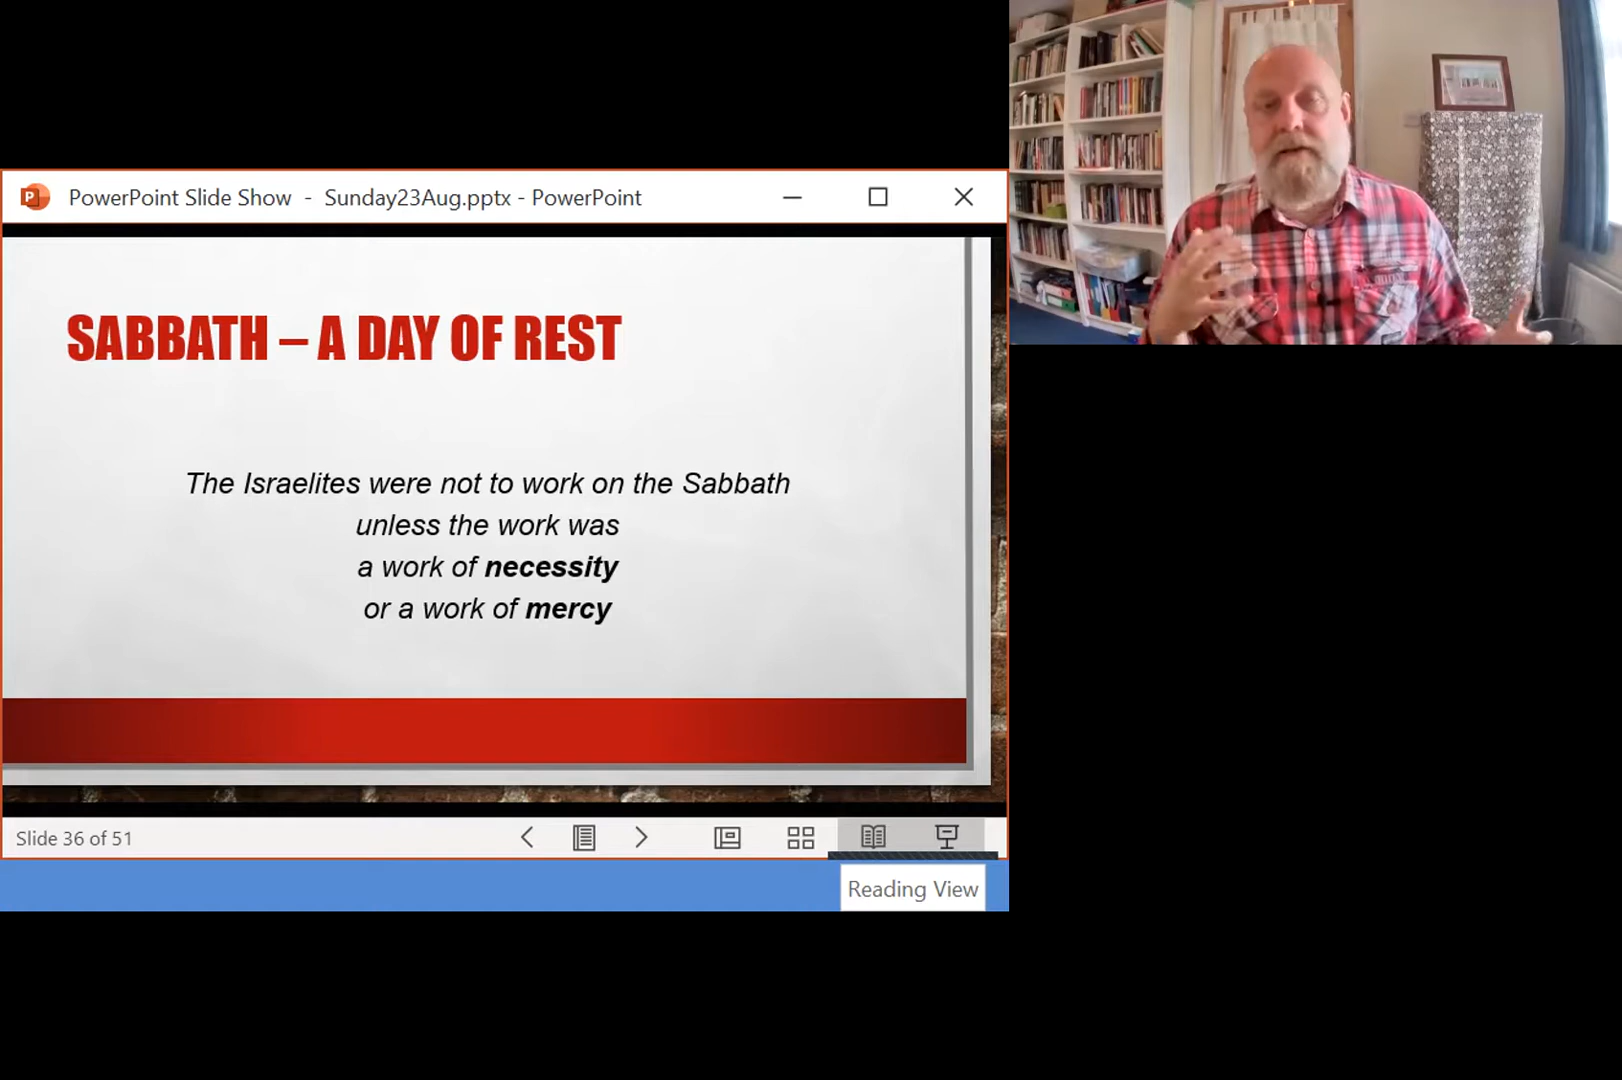 PowerPoint Slide Show - Sunday23Aug.pptx - PowerPoint
SABBATH – A DAY OF REST
The Israelites were not to work on the Sabbath
unless the work was
a work of necessity
or a work of mercy
Slide 36 of 51
Reading View